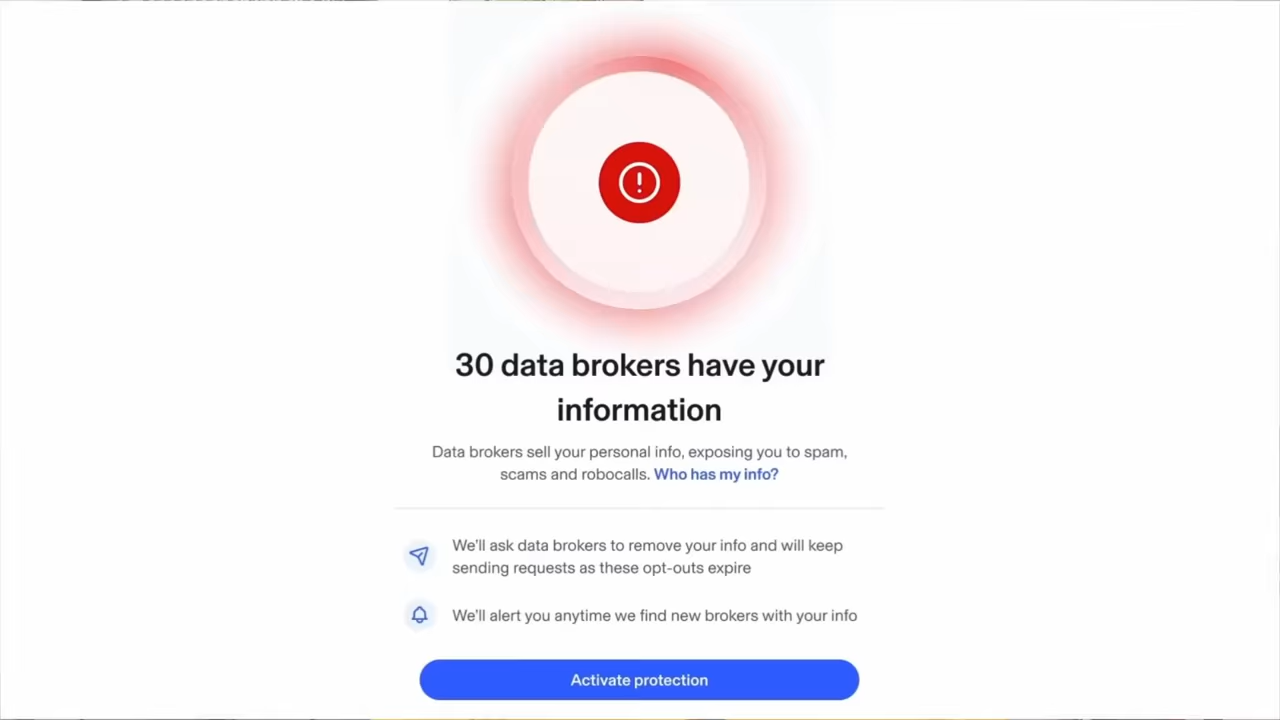 30 data brokers have your
information
Data brokers sell your personal info, exposing you to spam,
scams and robocalls. Who has my info?
We'll ask data brokers to remove your info and will keep
sending requests as these opt-outs expire
We'll alert you anytime we find new brokers with your info
Activate protection